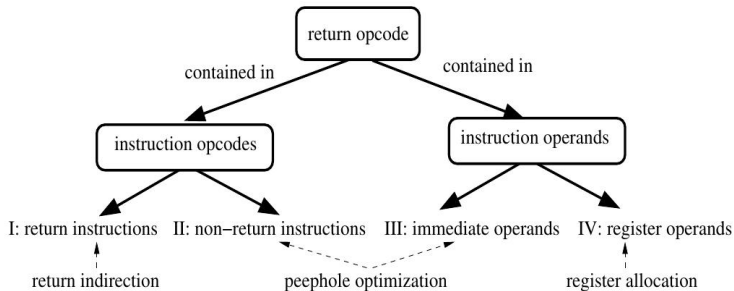 return opcode
contained in
contained in
instruction opcodes
instruction operands
I: return instructions
II: non−return instructions
III: immediate operands
IV: register operands
return indirection
peephole optimization
register allocation